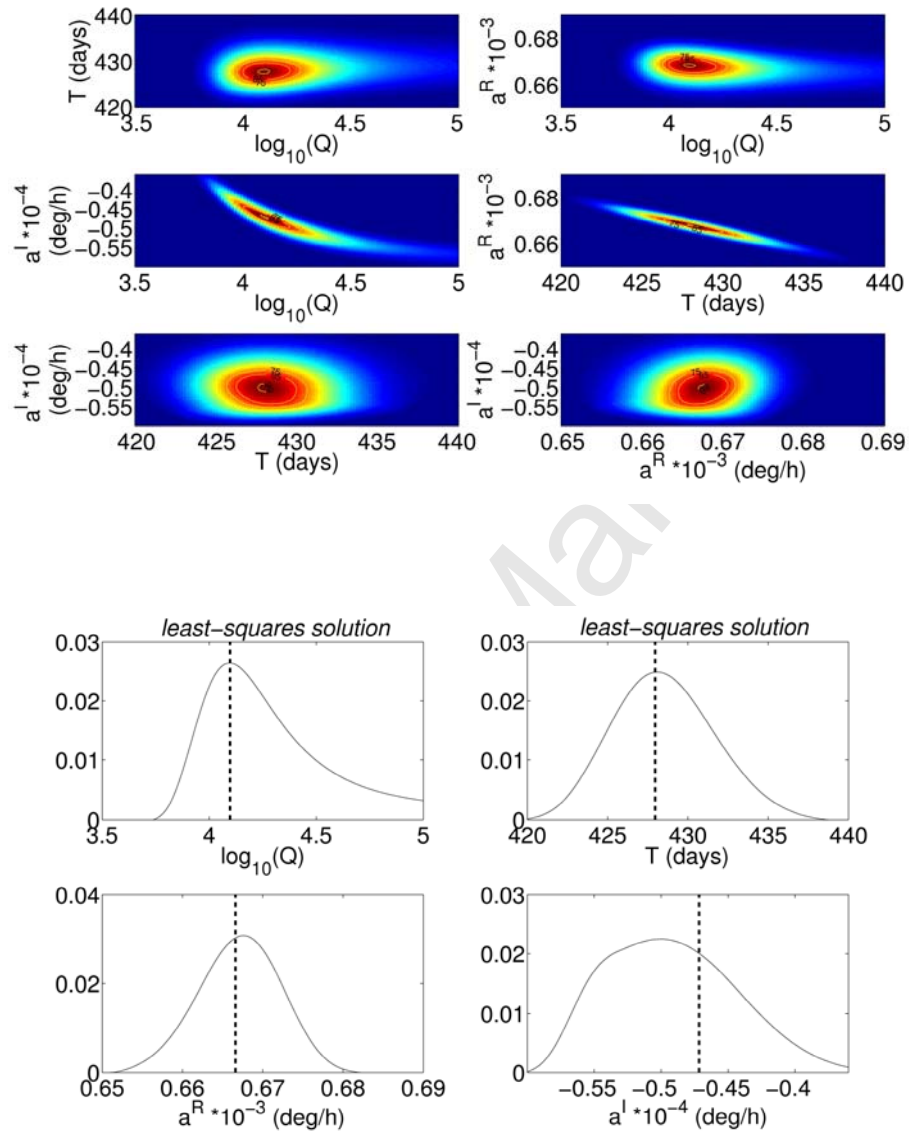 440
430
420
T (days)
3.5 4 4.5 5
log10(Q)
75
0.68
0.66
a^R *10^-3
3.5 4 4.5 5
log10(Q)
75
−0.4
−0.45
−0.5
−0.55
a^I *10^-4
(deg/h)
3.5 4 4.5 5
log10(Q)
0.68
0.66
a^R *10^-3
420 425 430 435 440
T (days)
75
−0.4
−0.45
−0.5
−0.55
a^I *10^-4
(deg/h)
420 425 430 435 440
T (days)
75
−0.4
−0.45
−0.5
−0.55
a^I *10^-4
0.65 0.66 0.67 0.68 0.69
a^R *10^-3 (deg/h)
75
Ma
least−squares solution
0.03
0.02
0.01
0
3.5 4 4.5 5
log10(Q)
least−squares solution
0.03
0.02
0.01
0
420 425 430 435 440
T (days)
0.04
0.02
0
0.65 0.66 0.67 0.68 0.69
a^R *10^-3 (deg/h)
0.03
0.02
0.01
0
−0.55 −0.5 −0.45 −0.4
a^I *10^-4 (deg/h)